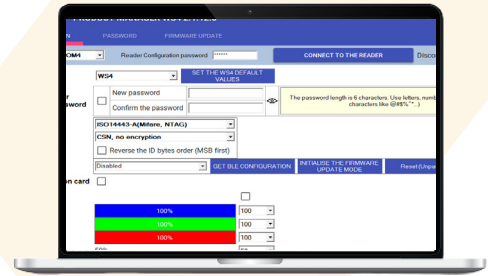 PRODUCT MANAGER WS4
N PASSWORD FIRMWARE UPDATE
OM4 Reader Configuration password: ****** CONNECT TO THE READER Disco
WS4 SET THE WS4 DEFAULT VALUES
New password
sword Confirm the password
The password length is 6 characters. Use letters, numb
characters like @#$%^*...)
ISO14443-A(Mifare, NTAG)
CSN, no encryption
Reverse the ID bytes order (MSB first)
Disabled GET BLE CONFIGURATION INITIALISE THE FIRMWARE UPDATE MODE Reset (Unpa
on card
100% 100
100% 100
100% 100